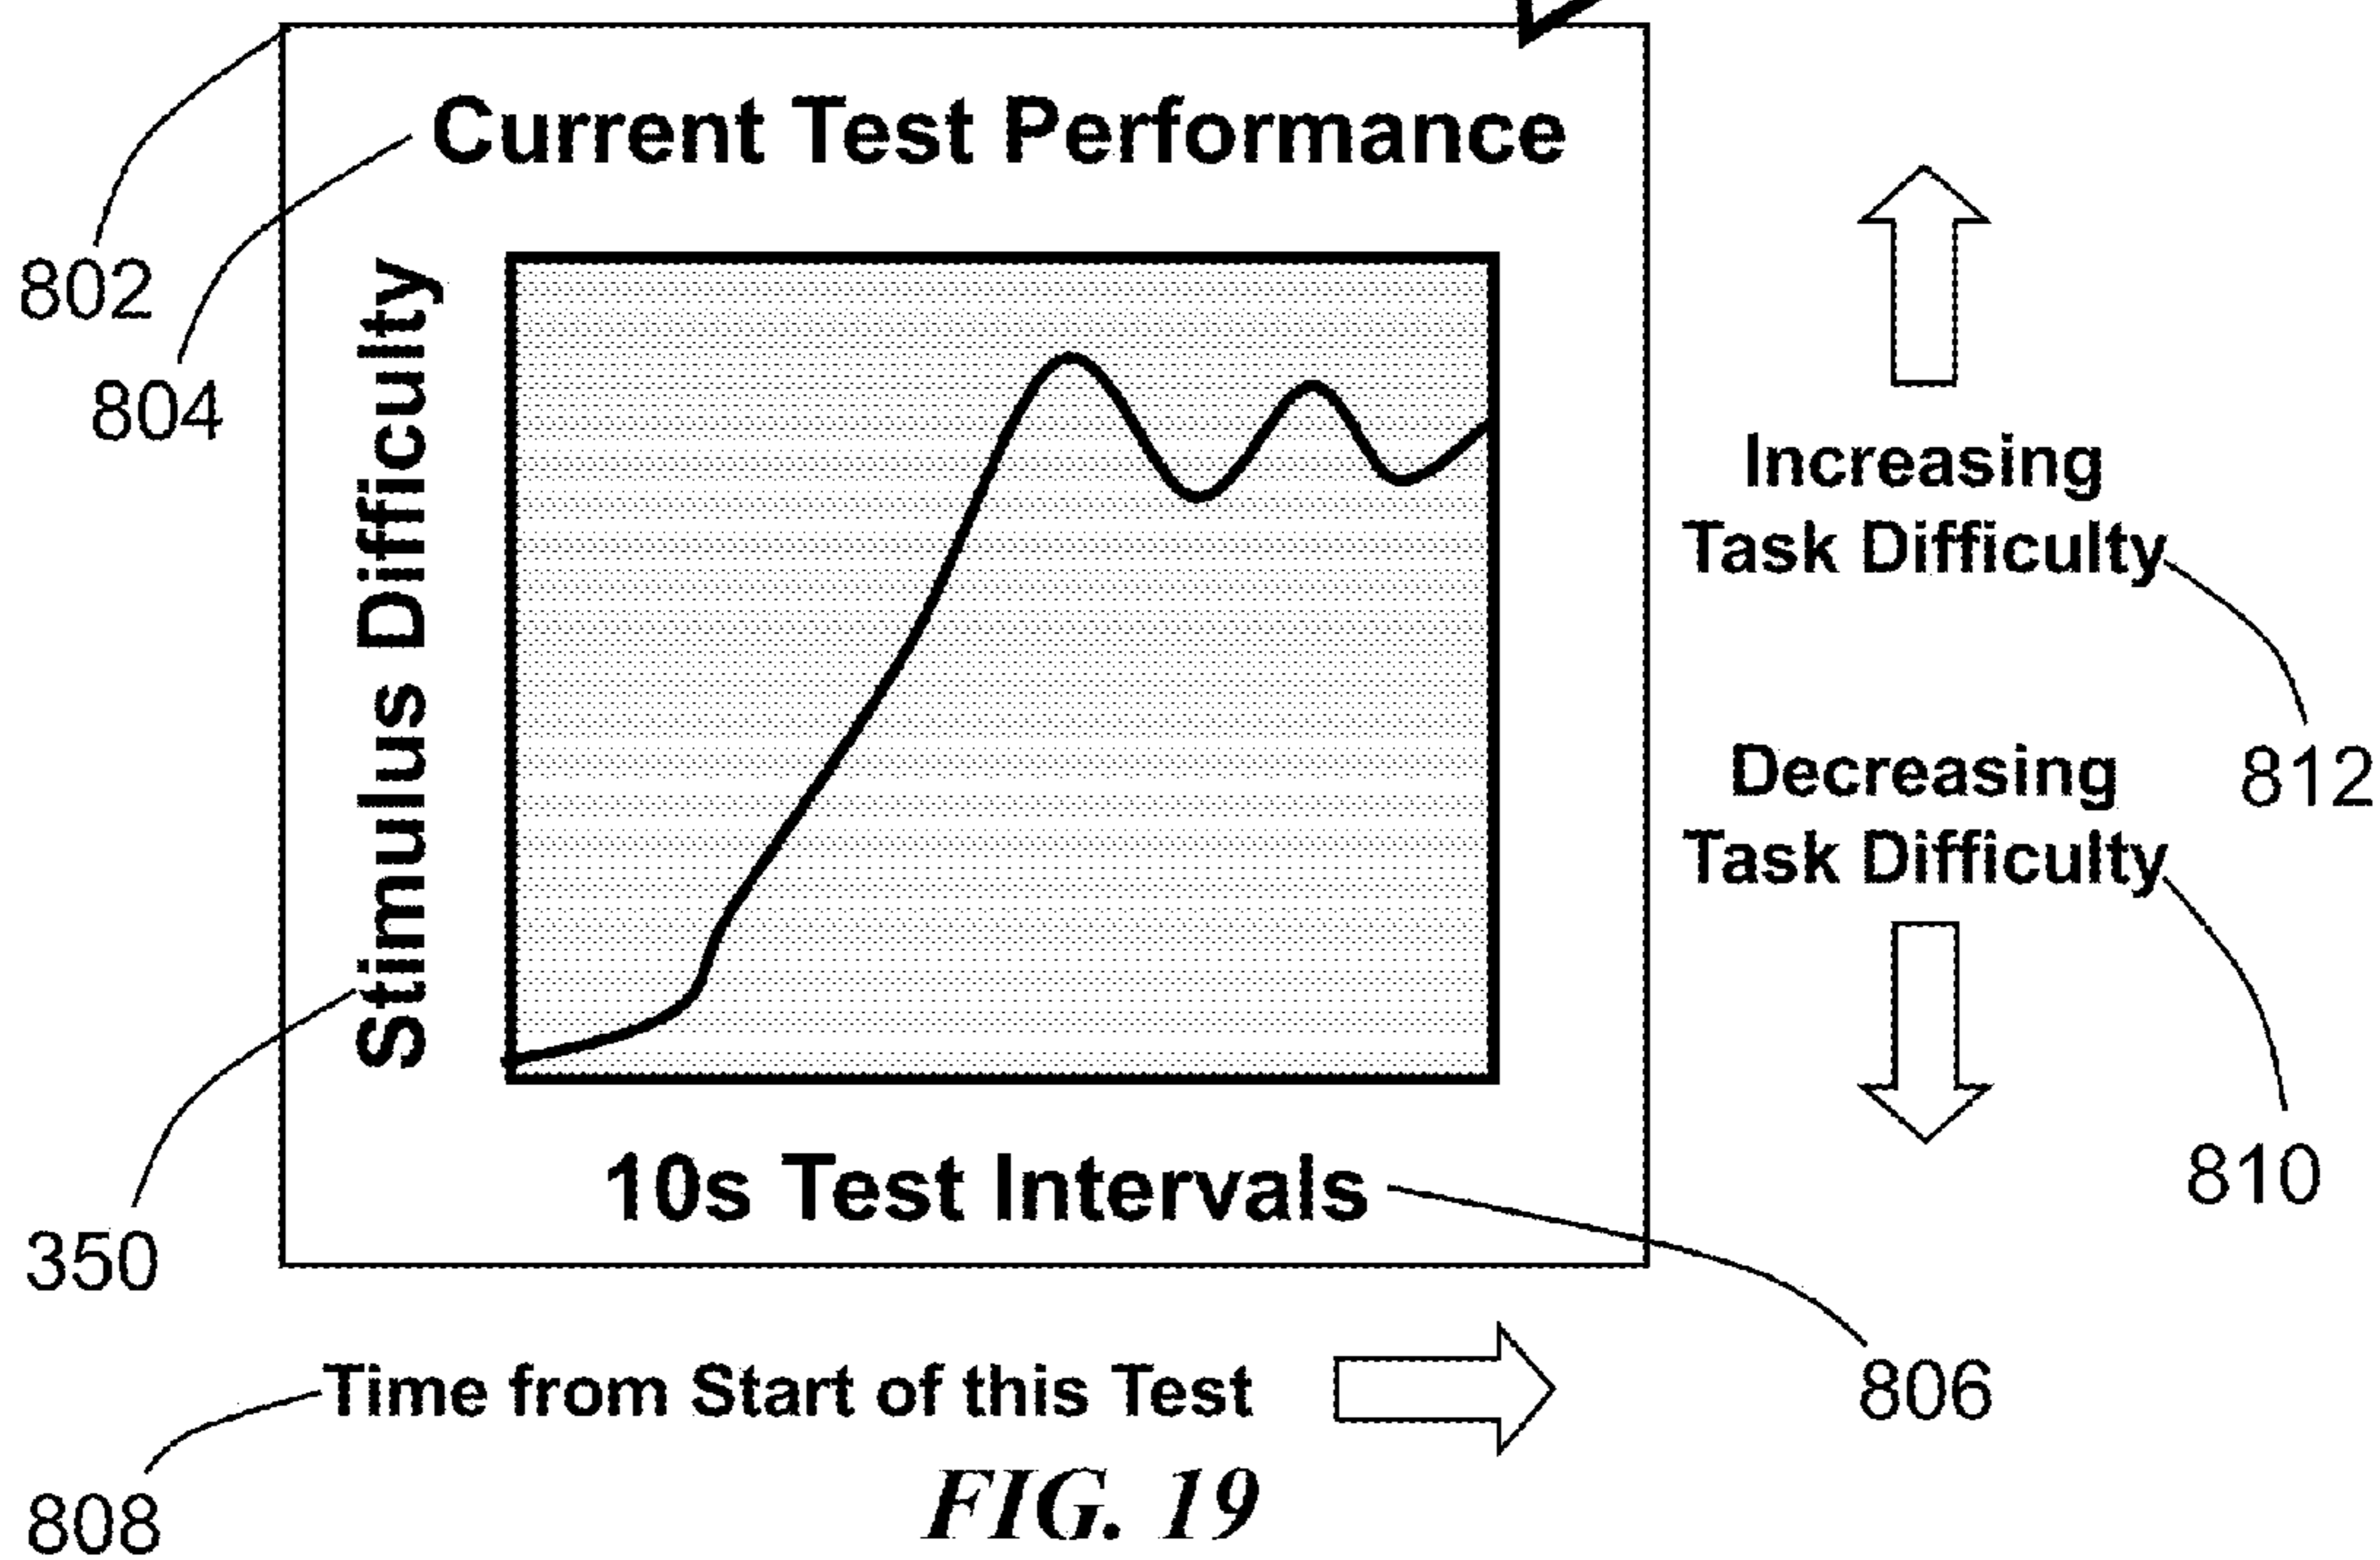 Current Test Performance
802
804
Stimulus Difficulty
Increasing
Task Difficulty
812
Decreasing
Task Difficulty
810
10s Test Intervals
350
806
Time from Start of this Test
808
FIG. 19